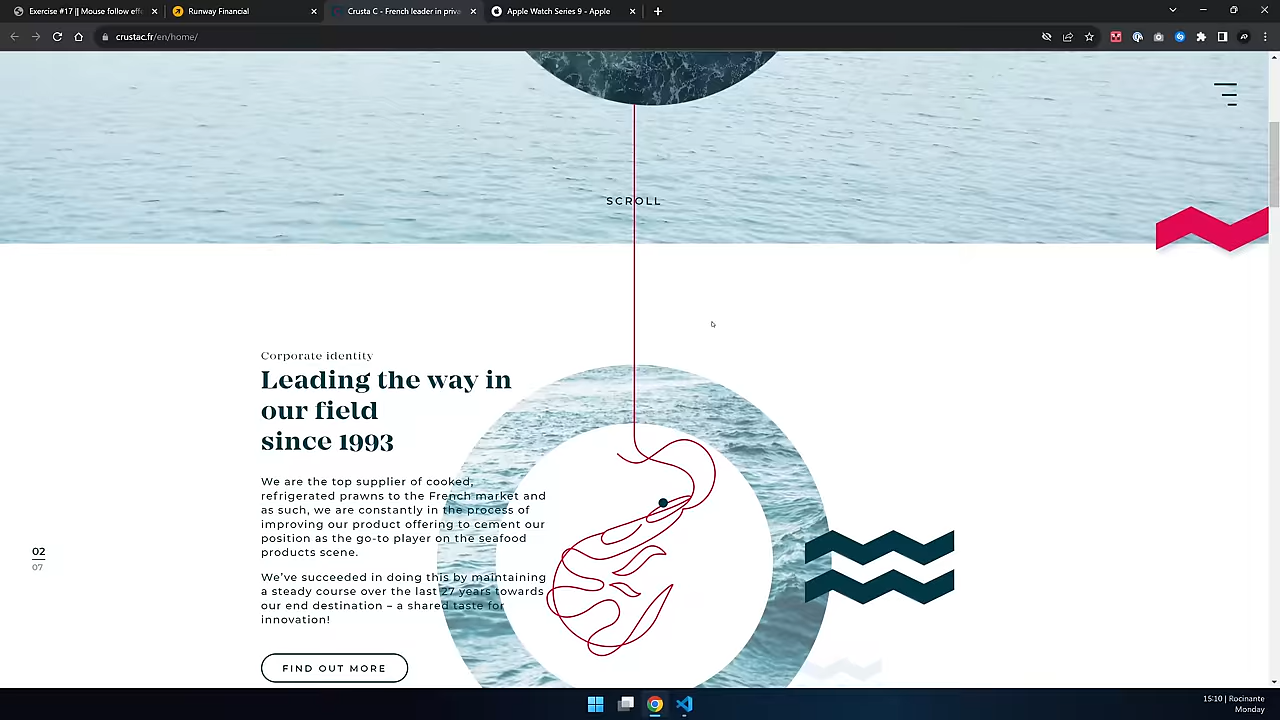 Exercise #17 || Mouse follow eff
Runway Financial
Crusta C - French leader in priva
Apple Watch Series 9 - Apple
crustac.fr/en/home/
SCROLL
Corporate identity
Leading the way in
our field
since 1993
We are the top supplier of cooked,
refrigerated prawns to the French market and
as such, we are constantly in the process of
improving our product offering to cement our
position as the go-to player on the seafood
products scene.
We've succeeded in doing this by maintaining
a steady course over the last 27 years towards
our end destination – a shared taste for
innovation!
FIND OUT MORE
02
07
15:10 | Rocinante
Monday